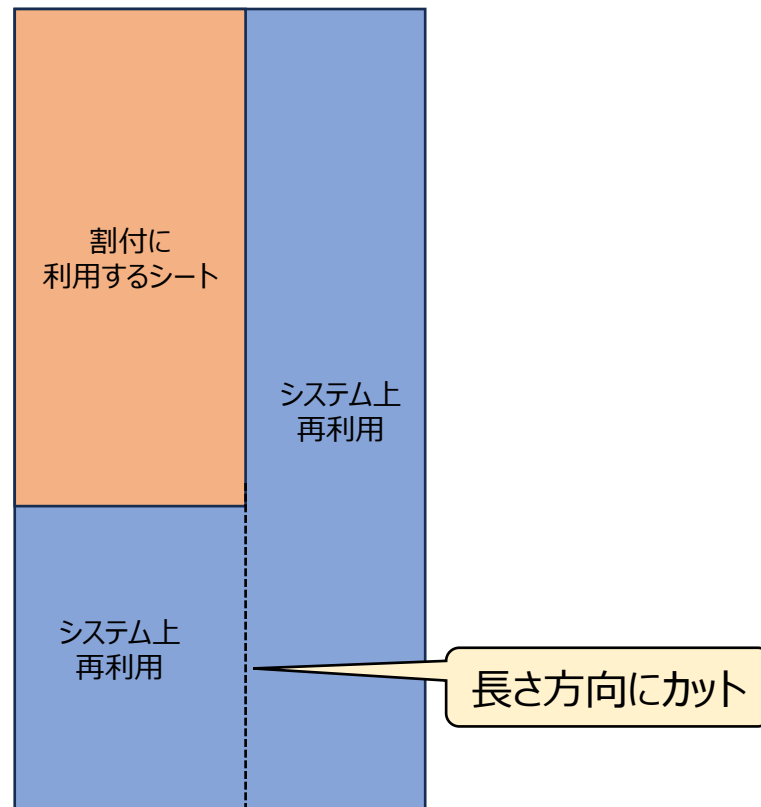 割付に
利用するシート
システム上
再利用
システム上
再利用
長さ方向にカット